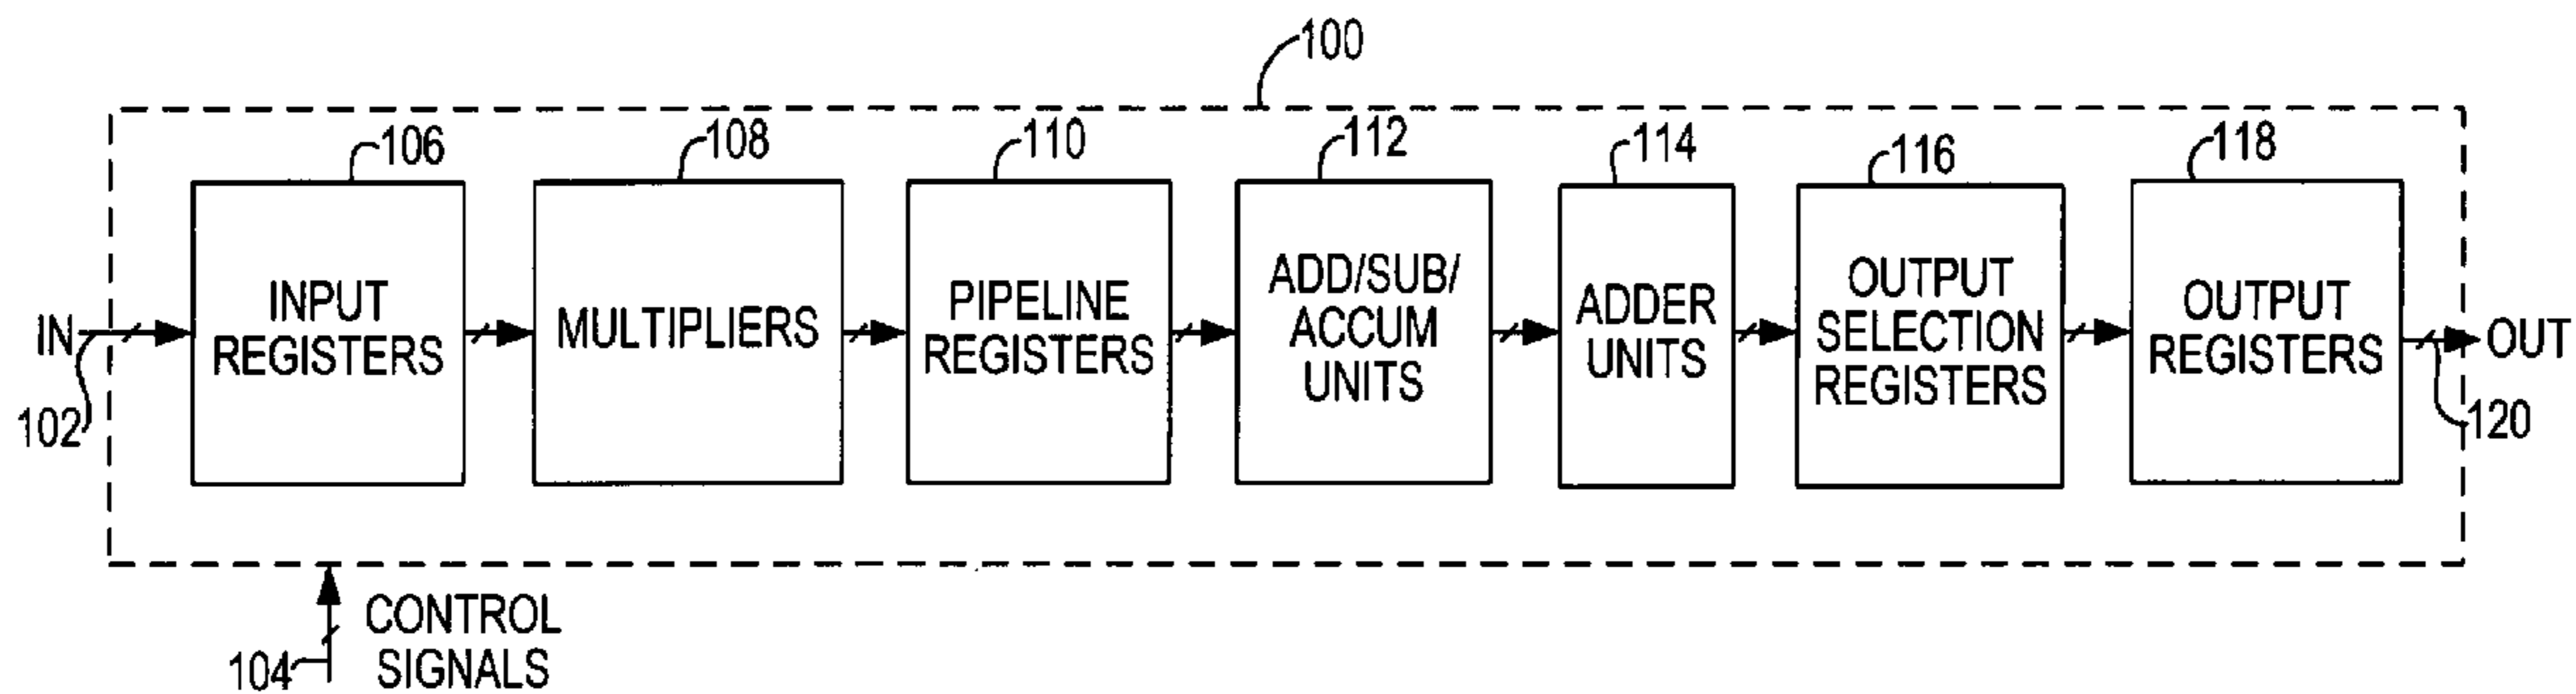 100
106
108
110
112
114
116
118
INPUT
REGISTERS
MULTIPLIERS
PIPELINE
REGISTERS
ADD/SUB/
ACCUM
UNITS
ADDER
UNITS
OUTPUT
SELECTION
REGISTERS
OUTPUT
REGISTERS
IN
OUT
102
120
CONTROL
SIGNALS
104